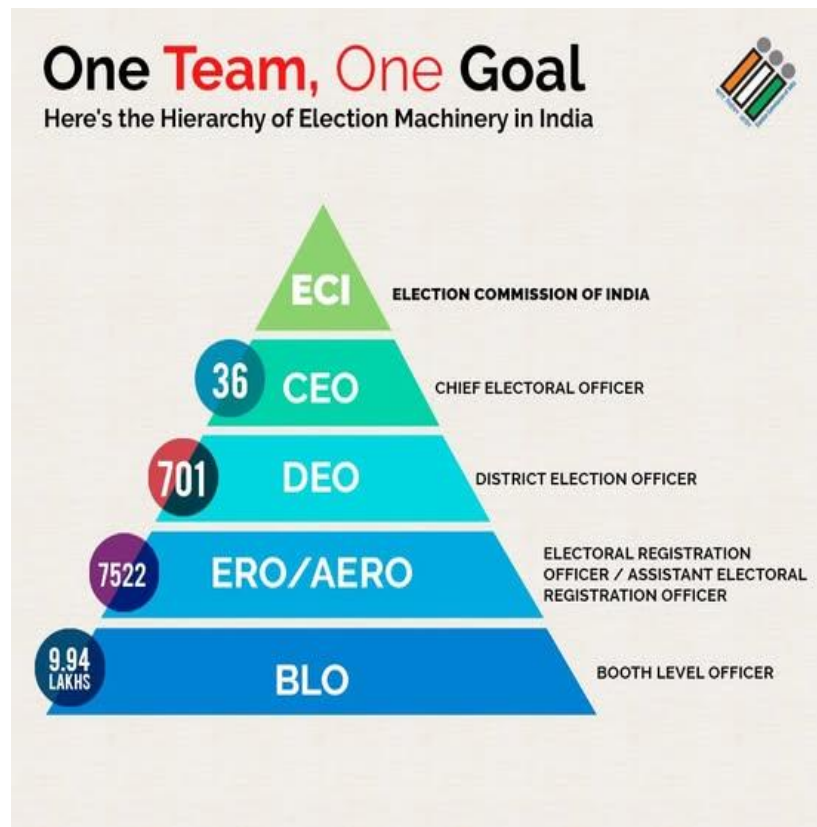 One Team, One Goal
Here's the Hierarchy of Election Machinery in India
ECI
ELECTION COMMISSION OF INDIA
36
CEO
CHIEF ELECTORAL OFFICER
701
DEO
DISTRICT ELECTION OFFICER
7522
ERO/AERO
ELECTORAL REGISTRATION
OFFICER / ASSISTANT ELECTORAL
REGISTRATION OFFICER
9.94
LAKHS
BLO
BOOTH LEVEL OFFICER